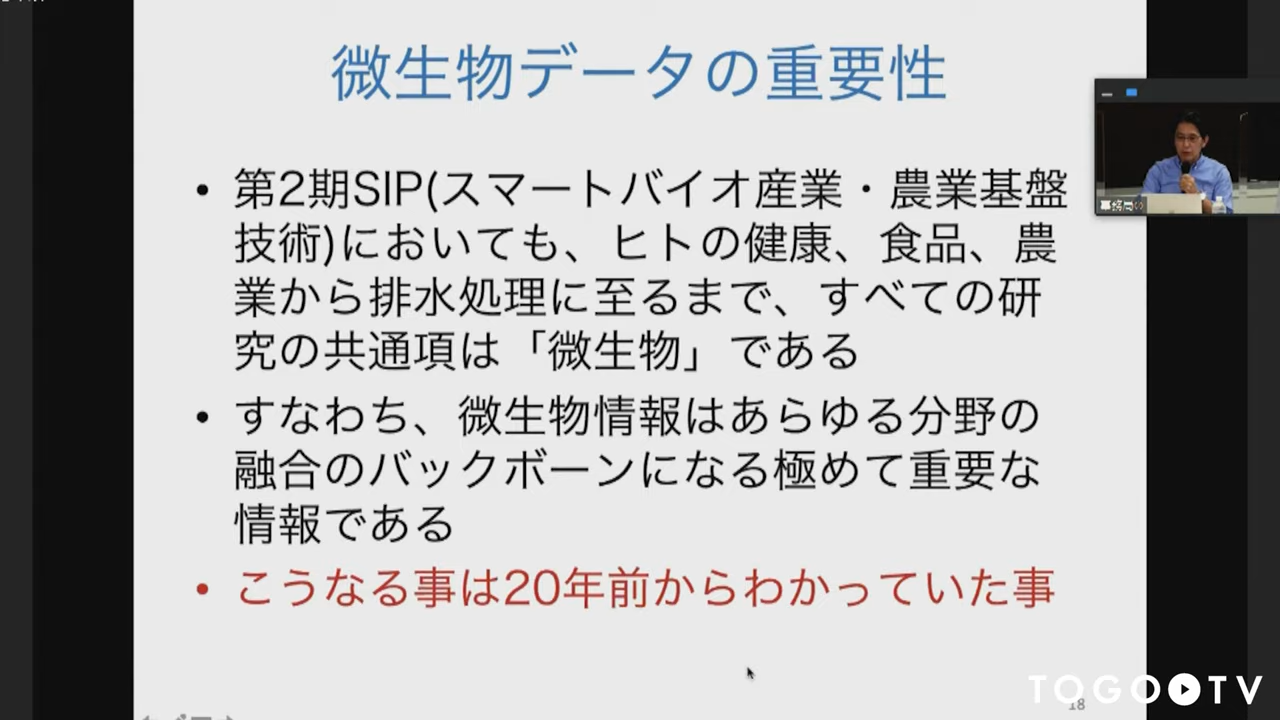 微生物データの重要性
• 第2期SIP(スマートバイオ産業・農業基盤
技術)においても、ヒトの健康、食品、農
業から排水処理に至るまで、すべての研
究の共通項は「微生物」である
• すなわち、微生物情報はあらゆる分野の
融合のバックボーンになる極めて重要な
情報である
• こうなる事は20年前からわかっていた事
事務局
18
TOGOTV